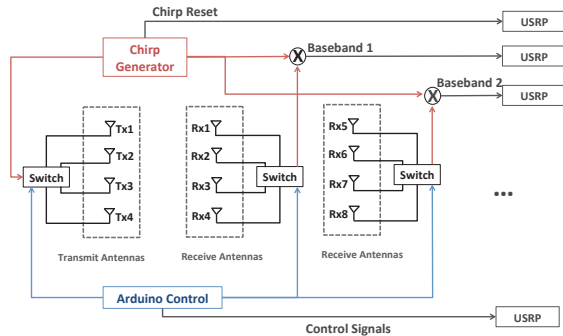 Chirp Reset
USRP
Chirp
Generator
X
Baseband 1
USRP
X
Baseband 2
USRP
Tx1
Tx2
Tx3
Tx4
Switch
Transmit Antennas
Rx1
Rx2
Rx3
Rx4
Switch
Receive Antennas
Rx5
Rx6
Rx7
Rx8
Switch
Receive Antennas
...
Arduino Control
Control Signals
USRP